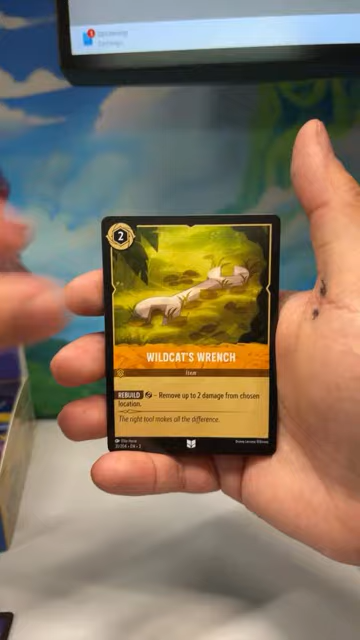 2
WILDCAT'S WRENCH
Item
REBUILD – Remove up to 2 damage from chosen
location.
The right tool makes all the difference.